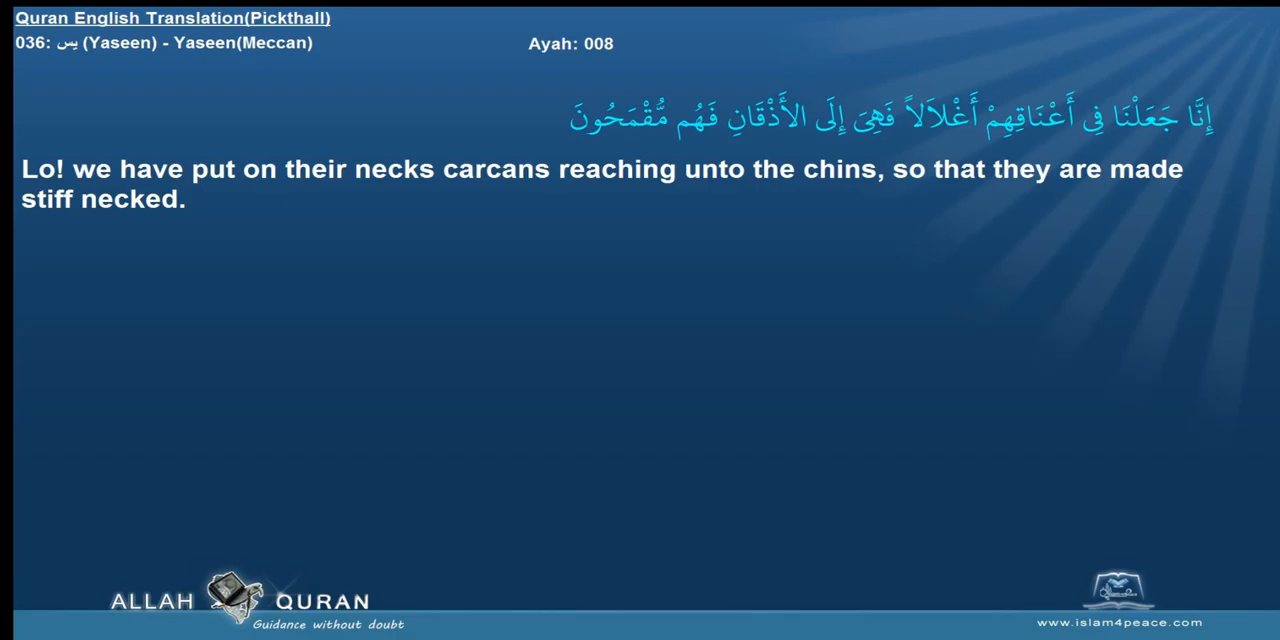 Quran English Translation(Pickthall)
036: يس (Yaseen) - Yaseen(Meccan)
Ayah: 008
إِنَّا جَعَلْنَا فِي أَعْنَاقِهِمْ أَغْلَالاً فَهِيَ إِلَى الأَذْقَانِ فَهُم مُّقْمَحُونَ
Lo! we have put on their necks carcans reaching unto the chins, so that they are made
stiff necked.
ALLAH QURAN
Guidance without doubt
www.islam4peace.com